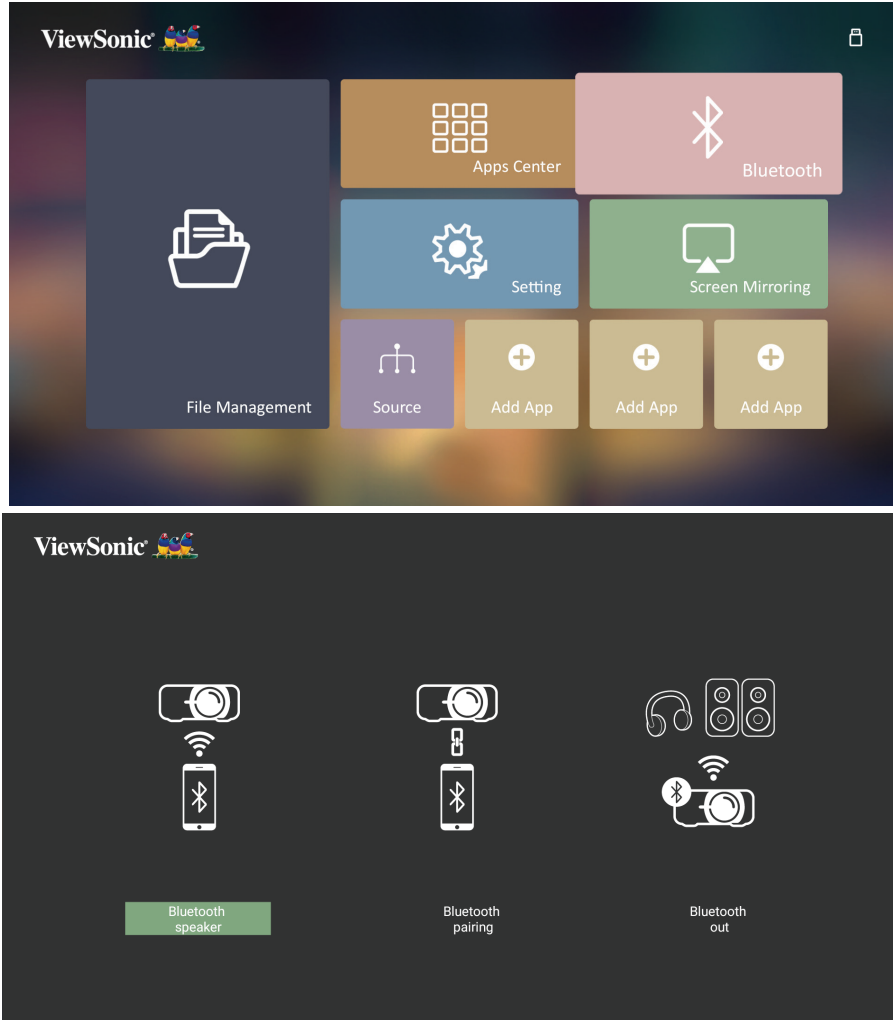 ViewSonic®
Apps Center
Bluetooth
Setting
Screen Mirroring
File Management
Source
Add App
Add App
Add App
ViewSonic®
Bluetooth
speaker
Bluetooth
pairing
Bluetooth
out